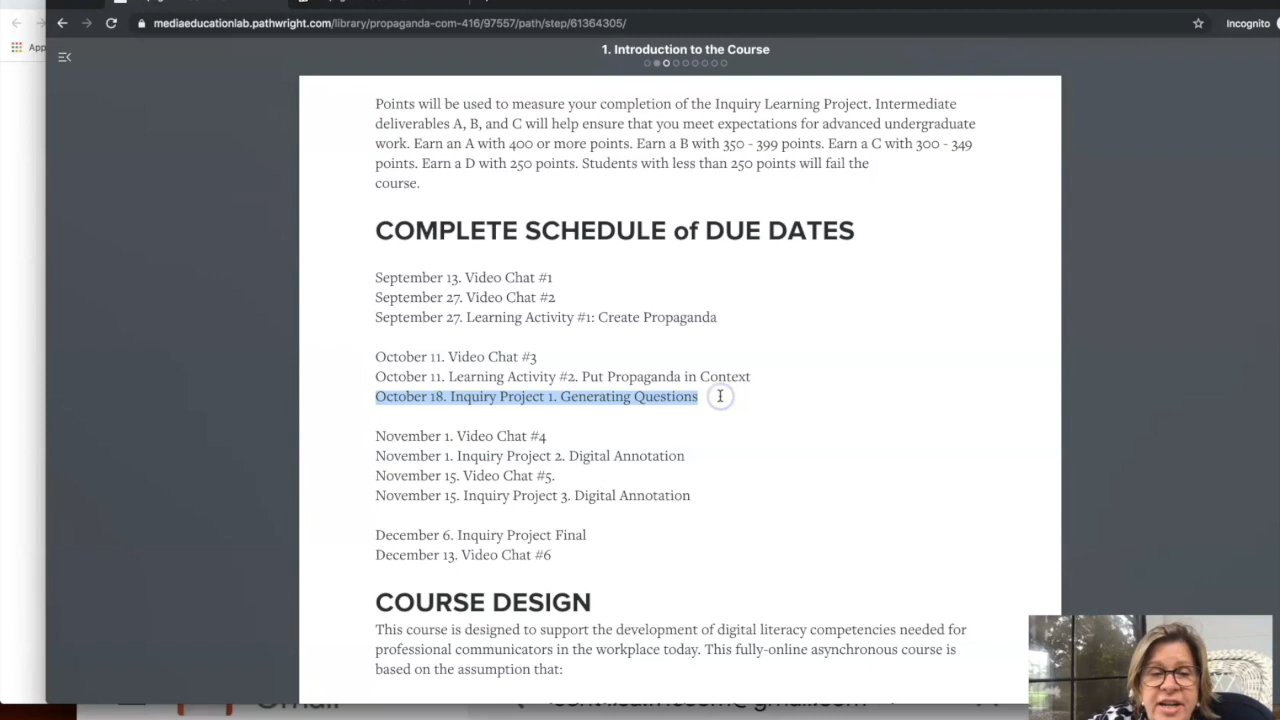 mediaeducationlab.pathwright.com/library/propaganda-com-416/97557/path/step/61364305/
Incognito
App
1. Introduction to the Course
Points will be used to measure your completion of the Inquiry Learning Project. Intermediate
deliverables A, B, and C will help ensure that you meet expectations for advanced undergraduate
work. Earn an A with 400 or more points. Earn a B with 350 - 399 points. Earn a C with 300 - 349
points. Earn a D with 250 points. Students with less than 250 points will fail the
course.
COMPLETE SCHEDULE of DUE DATES
September 13. Video Chat #1
September 27. Video Chat #2
September 27. Learning Activity #1: Create Propaganda
October 11. Video Chat #3
October 11. Learning Activity #2. Put Propaganda in Context
October 18. Inquiry Project 1. Generating Questions
November 1. Video Chat #4
November 1. Inquiry Project 2. Digital Annotation
November 15. Video Chat #5.
November 15. Inquiry Project 3. Digital Annotation
December 6. Inquiry Project Final
December 13. Video Chat #6
COURSE DESIGN
This course is designed to support the development of digital literacy competencies needed for
professional communicators in the workplace today. This fully-online asynchronous course is
based on the assumption that: